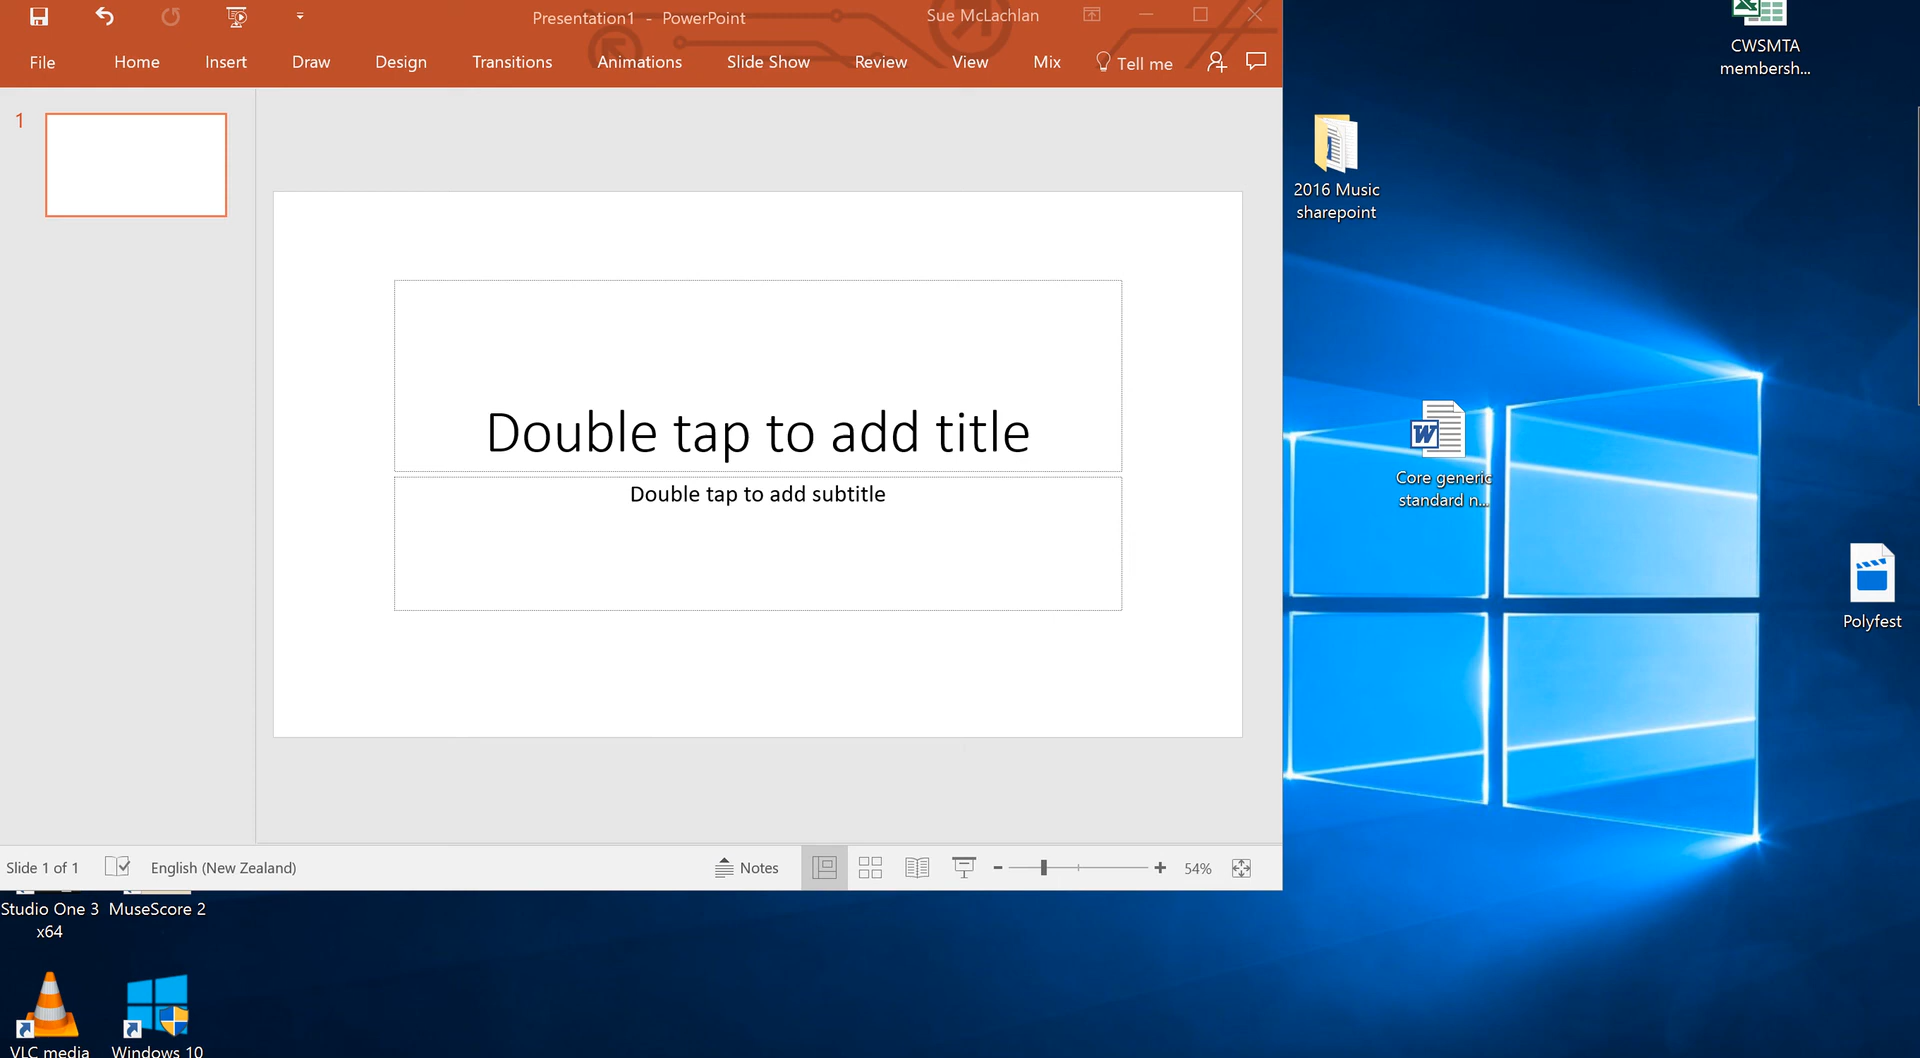 Presentation1 - PowerPoint
Sue McLachlan
File Home Insert Draw Design Transitions Animations Slide Show Review View Mix Tell me
1
Double tap to add title
Double tap to add subtitle
Slide 1 of 1 English (New Zealand) Notes 54%
CWSMTA
membersh...
2016 Music
sharepoint
Core generic
standard n...
Polyfest
Studio One 3
x64
MuseScore 2
VLC media
Windows 10